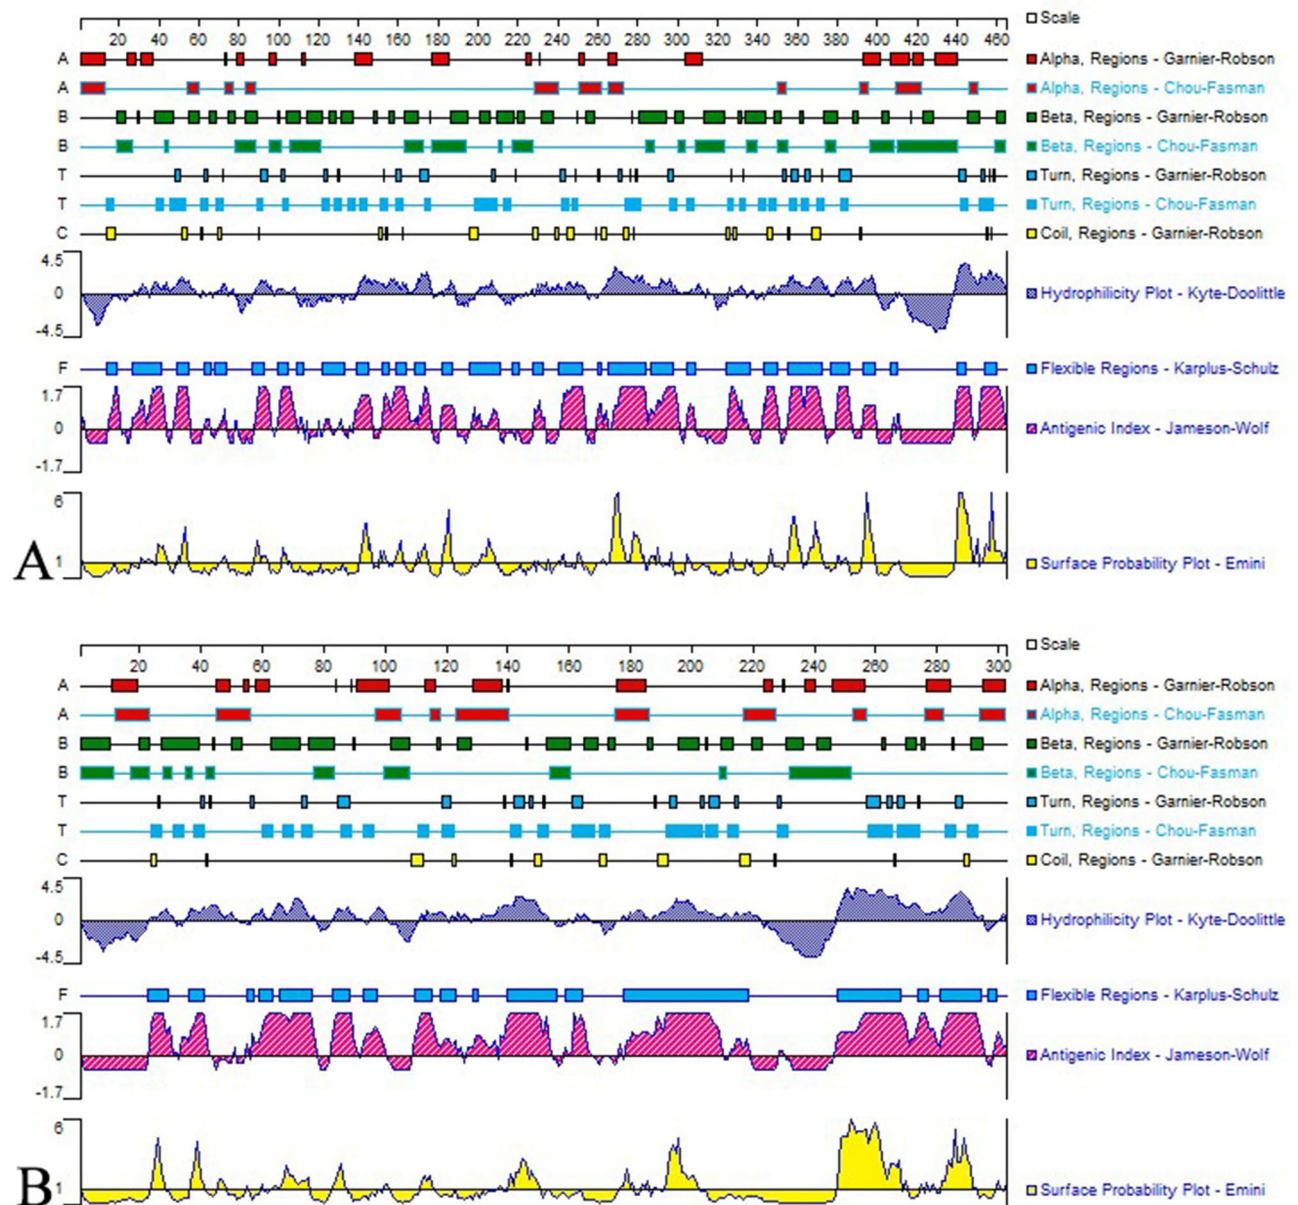 Scale
20 40 60 80 100 120 140 160 180 200 220 240 260 280 300 320 340 360 380 400 420 440 460
A Alpha, Regions - Garnier-Robson
A Alpha, Regions - Chou-Fasman
B Beta, Regions - Garnier-Robson
B Beta, Regions - Chou-Fasman
T Turn, Regions - Garnier-Robson
T Turn, Regions - Chou-Fasman
C Coil, Regions - Garnier-Robson
4.5
0 Hydrophilicity Plot - Kyte-Doolittle
-4.5
F Flexible Regions - Karplus-Schulz
1.7
0 Antigenic Index - Jameson-Wolf
-1.7
6
A 1 Surface Probability Plot - Emini
Scale
20 40 60 80 100 120 140 160 180 200 220 240 260 280 300
A Alpha, Regions - Garnier-Robson
A Alpha, Regions - Chou-Fasman
B Beta, Regions - Garnier-Robson
B Beta, Regions - Chou-Fasman
T Turn, Regions - Garnier-Robson
T Turn, Regions - Chou-Fasman
C Coil, Regions - Garnier-Robson
4.5
0 Hydrophilicity Plot - Kyte-Doolittle
-4.5
F Flexible Regions - Karplus-Schulz
1.7
0 Antigenic Index - Jameson-Wolf
-1.7
6
B 1 Surface Probability Plot - Emini